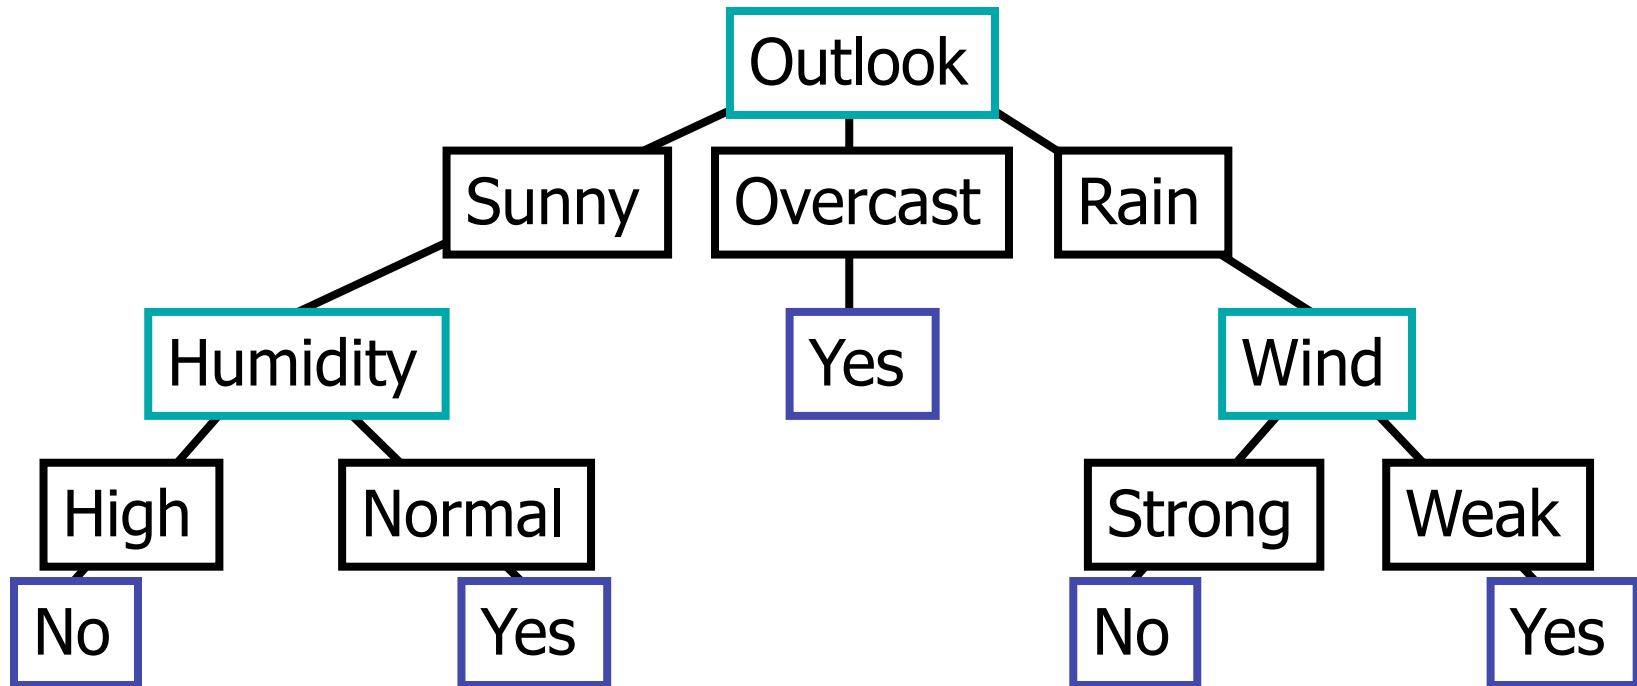 Outlook
Sunny Overcast Rain
Humidity Yes Wind
High Normal Strong Weak
No Yes No Yes